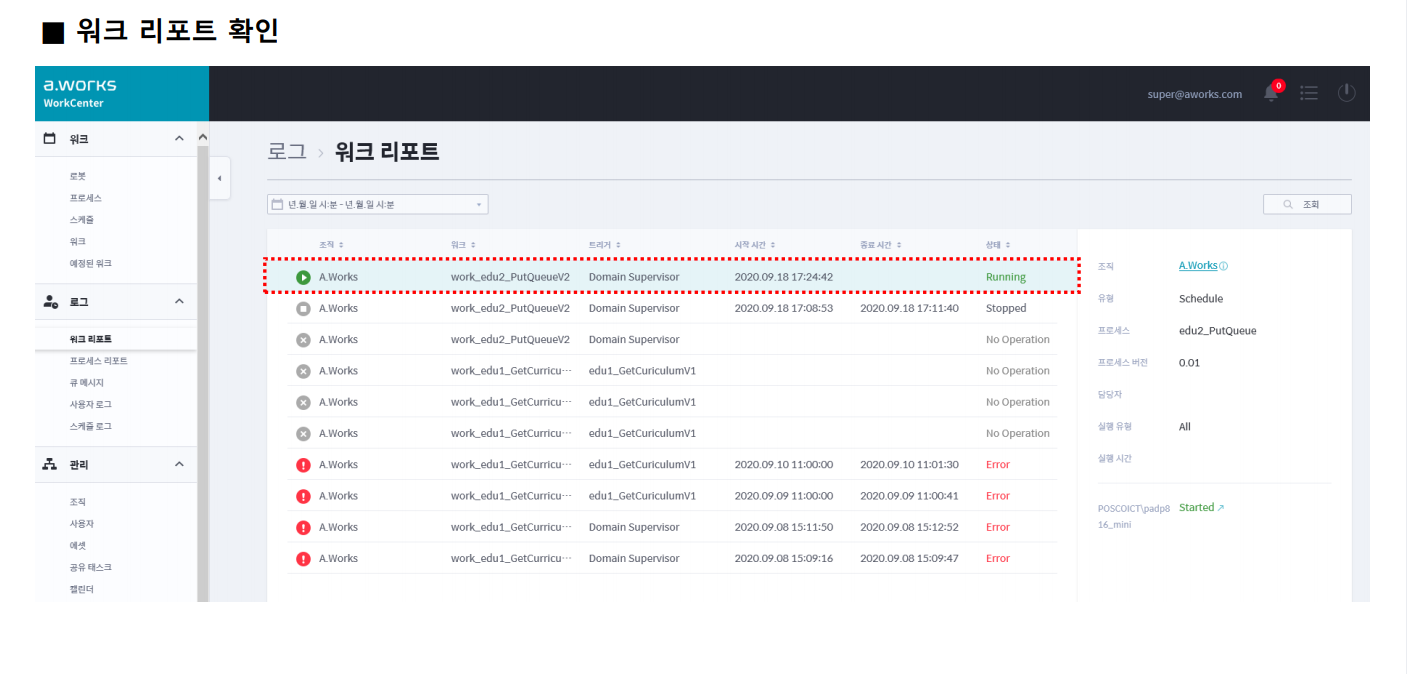 ■ 워크 리포트 확인
a.works
WorkCenter
super@aworks.com
0
워크
로봇
프로세스
스케줄
워크
예정된 워크
로그
워크 리포트
프로세스 리포트
큐 메시지
사용자 로그
스케줄 로그
관리
조직
사용자
에셋
공유 태스크
캘린더
로그 > 워크 리포트
년.월.일 시:분 - 년.월.일 시:분
조회
조직 워크 트리거 시작 시간 종료 시간 상태
A.Works work_edu2_PutQueueV2 Domain Supervisor 2020.09.18 17:24:42 Running
A.Works work_edu2_PutQueueV2 Domain Supervisor 2020.09.18 17:08:53 2020.09.18 17:11:40 Stopped
A.Works work_edu2_PutQueueV2 Domain Supervisor No Operation
A.Works work_edu1_GetCurricu… edu1_GetCuriculumV1 No Operation
A.Works work_edu1_GetCurricu… edu1_GetCuriculumV1 No Operation
A.Works work_edu1_GetCurricu… edu1_GetCuriculumV1 No Operation
A.Works work_edu1_GetCurricu… edu1_GetCuriculumV1 2020.09.10 11:00:00 2020.09.10 11:01:30 Error
A.Works work_edu1_GetCurricu… edu1_GetCuriculumV1 2020.09.09 11:00:00 2020.09.09 11:00:41 Error
A.Works work_edu1_GetCurricu… Domain Supervisor 2020.09.08 15:11:50 2020.09.08 15:12:52 Error
A.Works work_edu1_GetCurricu… Domain Supervisor 2020.09.08 15:09:16 2020.09.08 15:09:47 Error
조직 A.Works
유형 Schedule
프로세스 edu2_PutQueue
프로세스 버전 0.01
담당자
실행 유형 All
실행 시간
POSCOICT\padp8 Started
16_mini